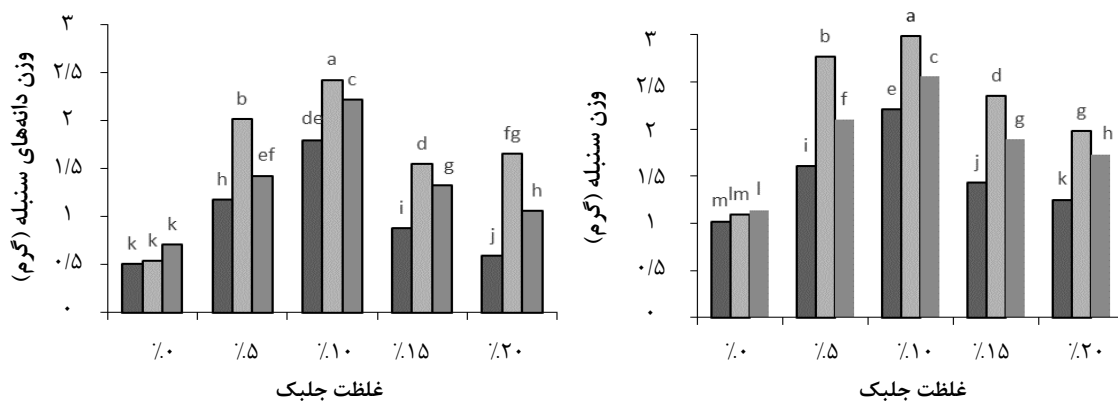 وزن دانه‌های سنبله (گرم)
۳
۲/۵
۲
۱/۵
۱
۰/۵
۰
k k k
h b ef
de a c
i d g
j fg h
٪۰ ٪۵ ٪۱۰ ٪۱۵ ٪۲۰
غلظت جلبک
وزن سنبله (گرم)
۳
۲/۵
۲
۱/۵
۱
۰/۵
۰
m lm l
i b f
e a c
j d g
k g h
٪۰ ٪۵ ٪۱۰ ٪۱۵ ٪۲۰
غلظت جلبک